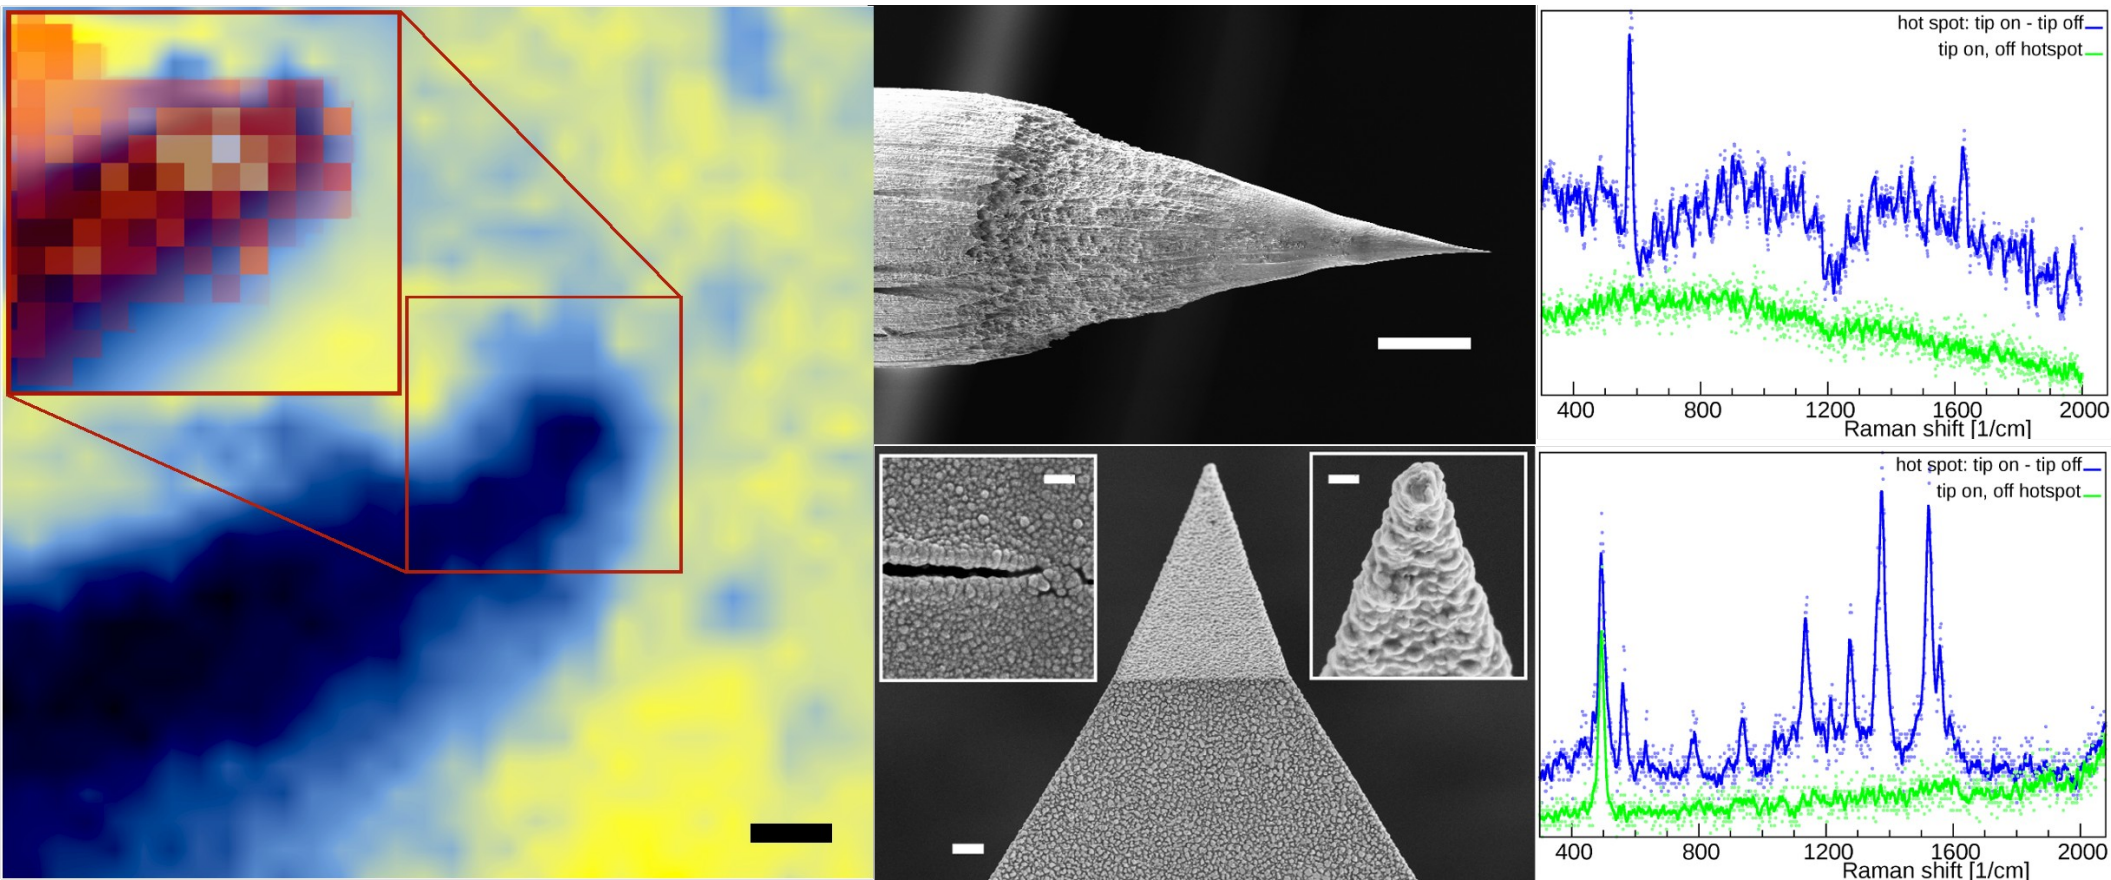 hot spot: tip on - tip off
tip on, off hotspot
400 800 1200 1600 2000
Raman shift [1/cm]
hot spot: tip on - tip off
tip on, off hotspot
400 800 1200 1600 2000
Raman shift [1/cm]